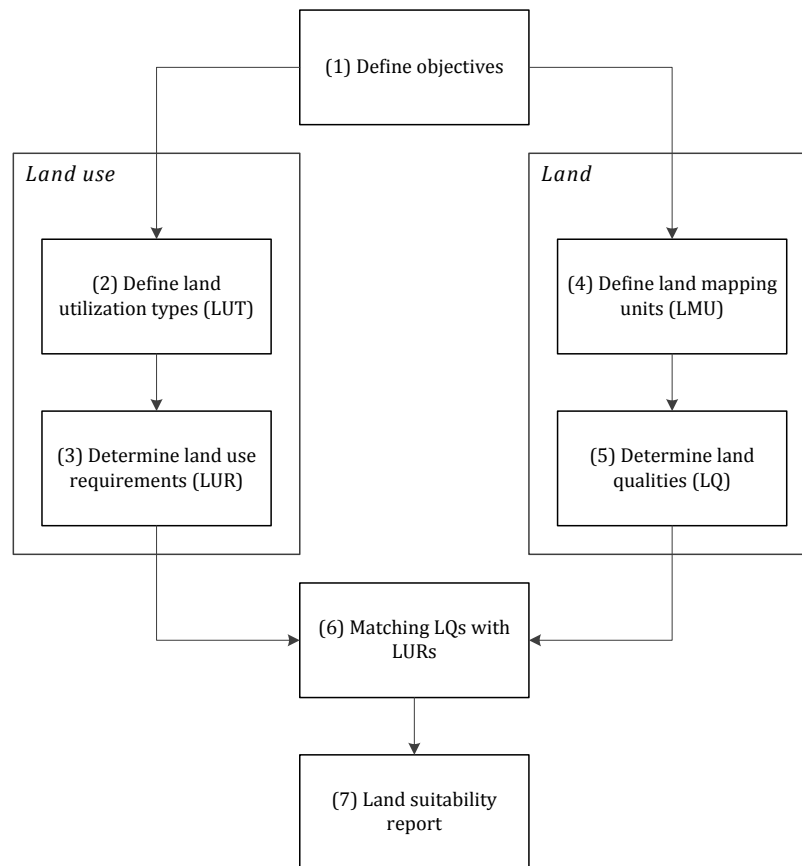 (1) Define objectives
Land use
(2) Define land
utilization types (LUT)
(3) Determine land use
requirements (LUR)
Land
(4) Define land mapping
units (LMU)
(5) Determine land
qualities (LQ)
(6) Matching LQs with
LURs
(7) Land suitability
report